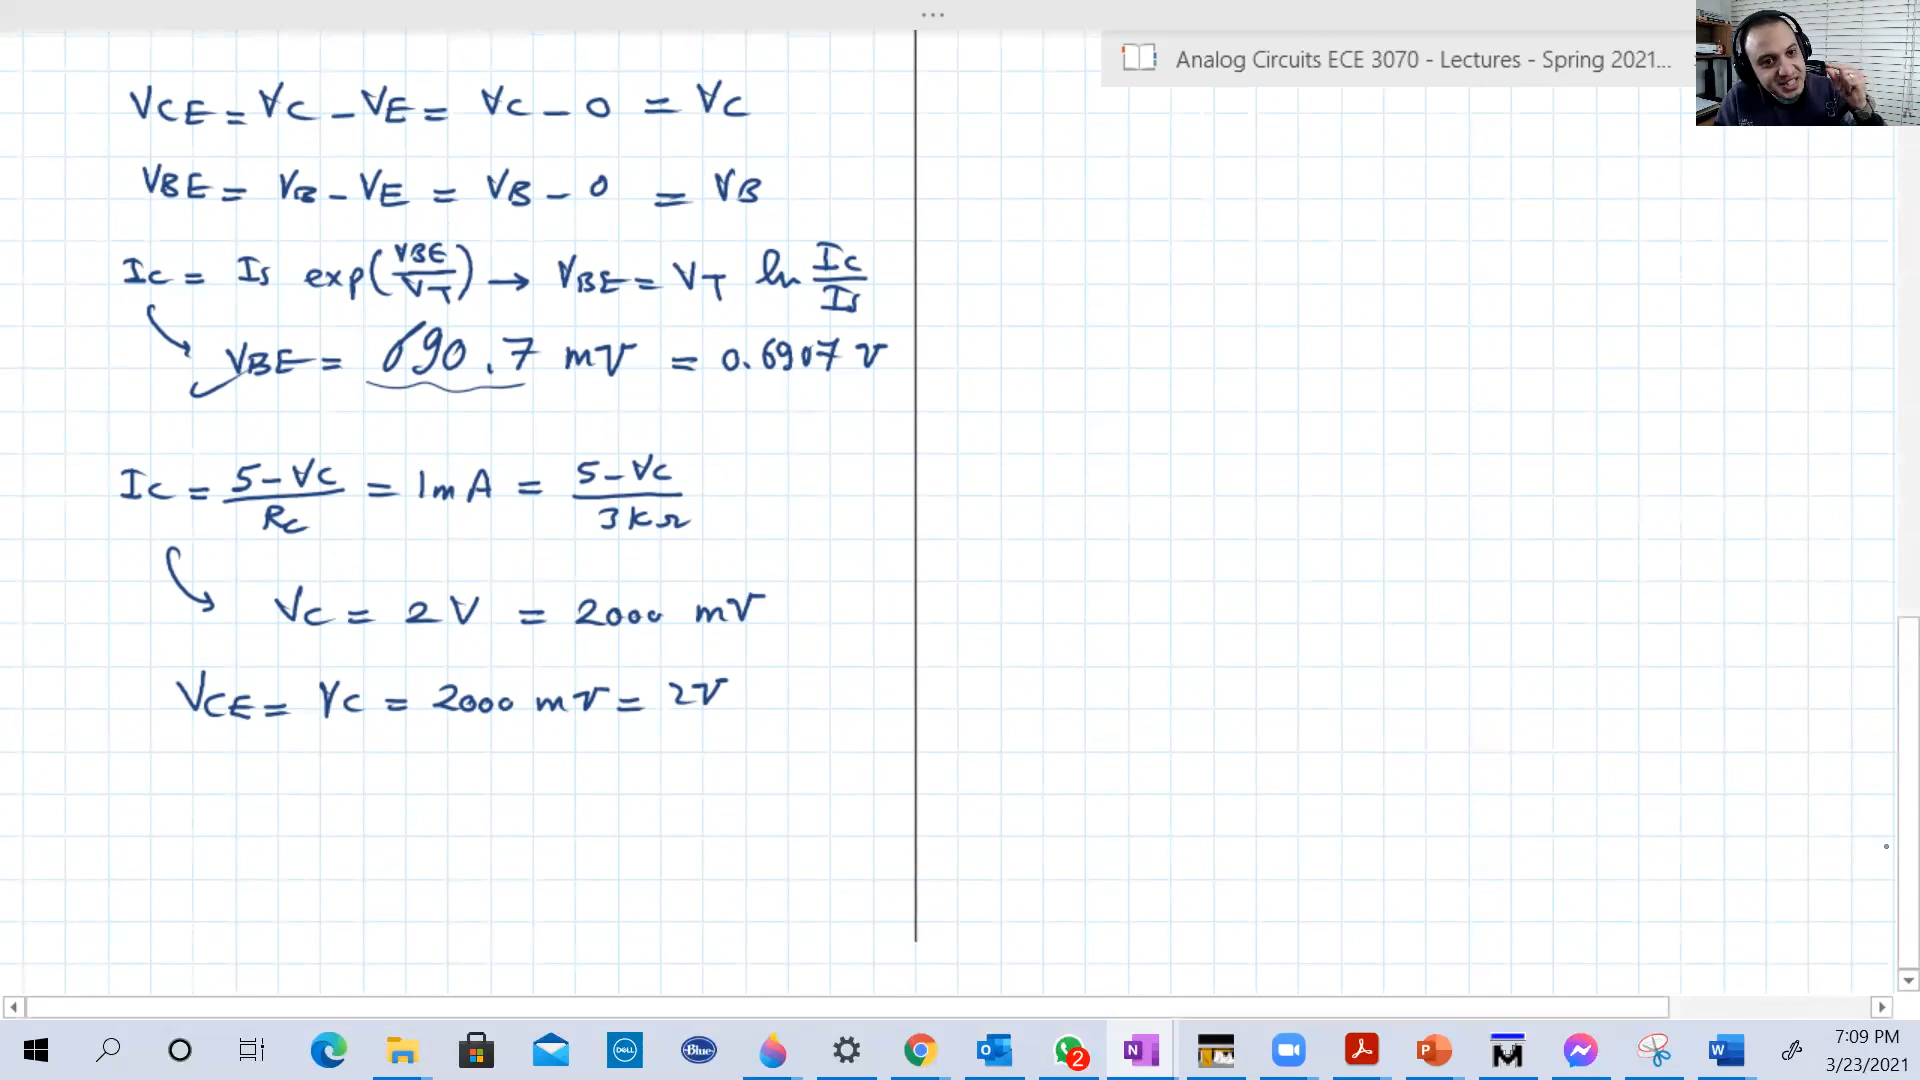 ...
Analog Circuits ECE 3070 - Lectures - Spring 2021...
VCE = VC - VE = VC - 0 = VC
VBE = VB - VE = VB - 0 = VB
Ic = Is exp(VBE/VT) → VBE = VT ln Ic/Is
VBE = 690.7 mV = 0.6907 V
Ic = 5-VC/RC = 1mA = 5-VC/3KΩ
VC = 2V = 2000 mV
VCE = VC = 2000 mV = 2V
DELL
Blue
O
2
N
P
M
W
7:09 PM
3/23/2021